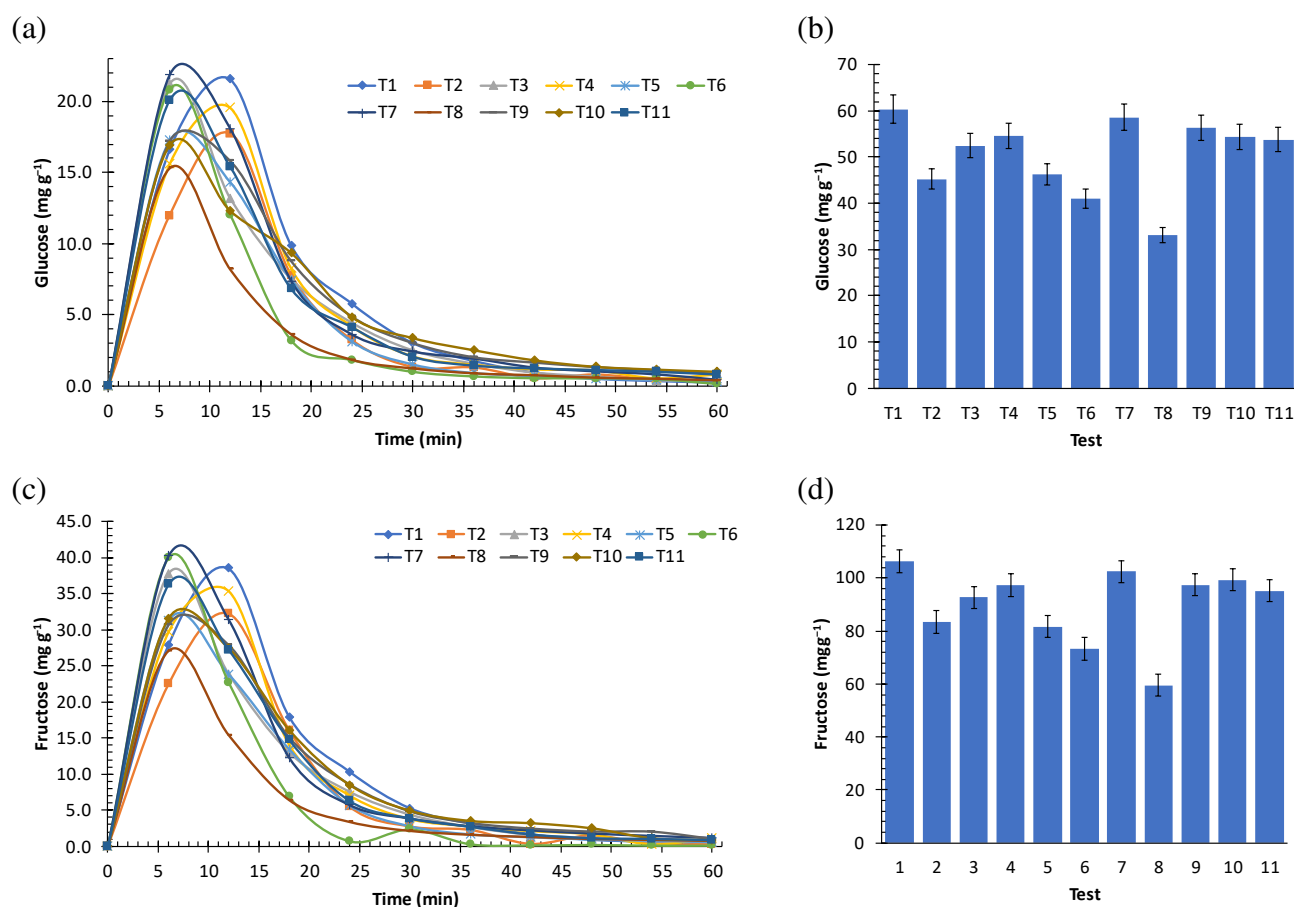 (a)
T1 T2 T3 T4 T5 T6
T7 T8 T9 T10 T11
Glucose (mg g⁻¹)
20.0
15.0
10.0
5.0
0.0
0 5 10 15 20 25 30 35 40 45 50 55 60
Time (min)
(b)
Glucose (mg g⁻¹)
70
60
50
40
30
20
10
0
T1 T2 T3 T4 T5 T6 T7 T8 T9 T10 T11
Test
(c)
T1 T2 T3 T4 T5 T6
T7 T8 T9 T10 T11
Fructose (mg g⁻¹)
45.0
40.0
35.0
30.0
25.0
20.0
15.0
10.0
5.0
0.0
0 5 10 15 20 25 30 35 40 45 50 55 60
Time (min)
(d)
Fructose (mgg⁻¹)
120
100
80
60
40
20
0
1 2 3 4 5 6 7 8 9 10 11
Test